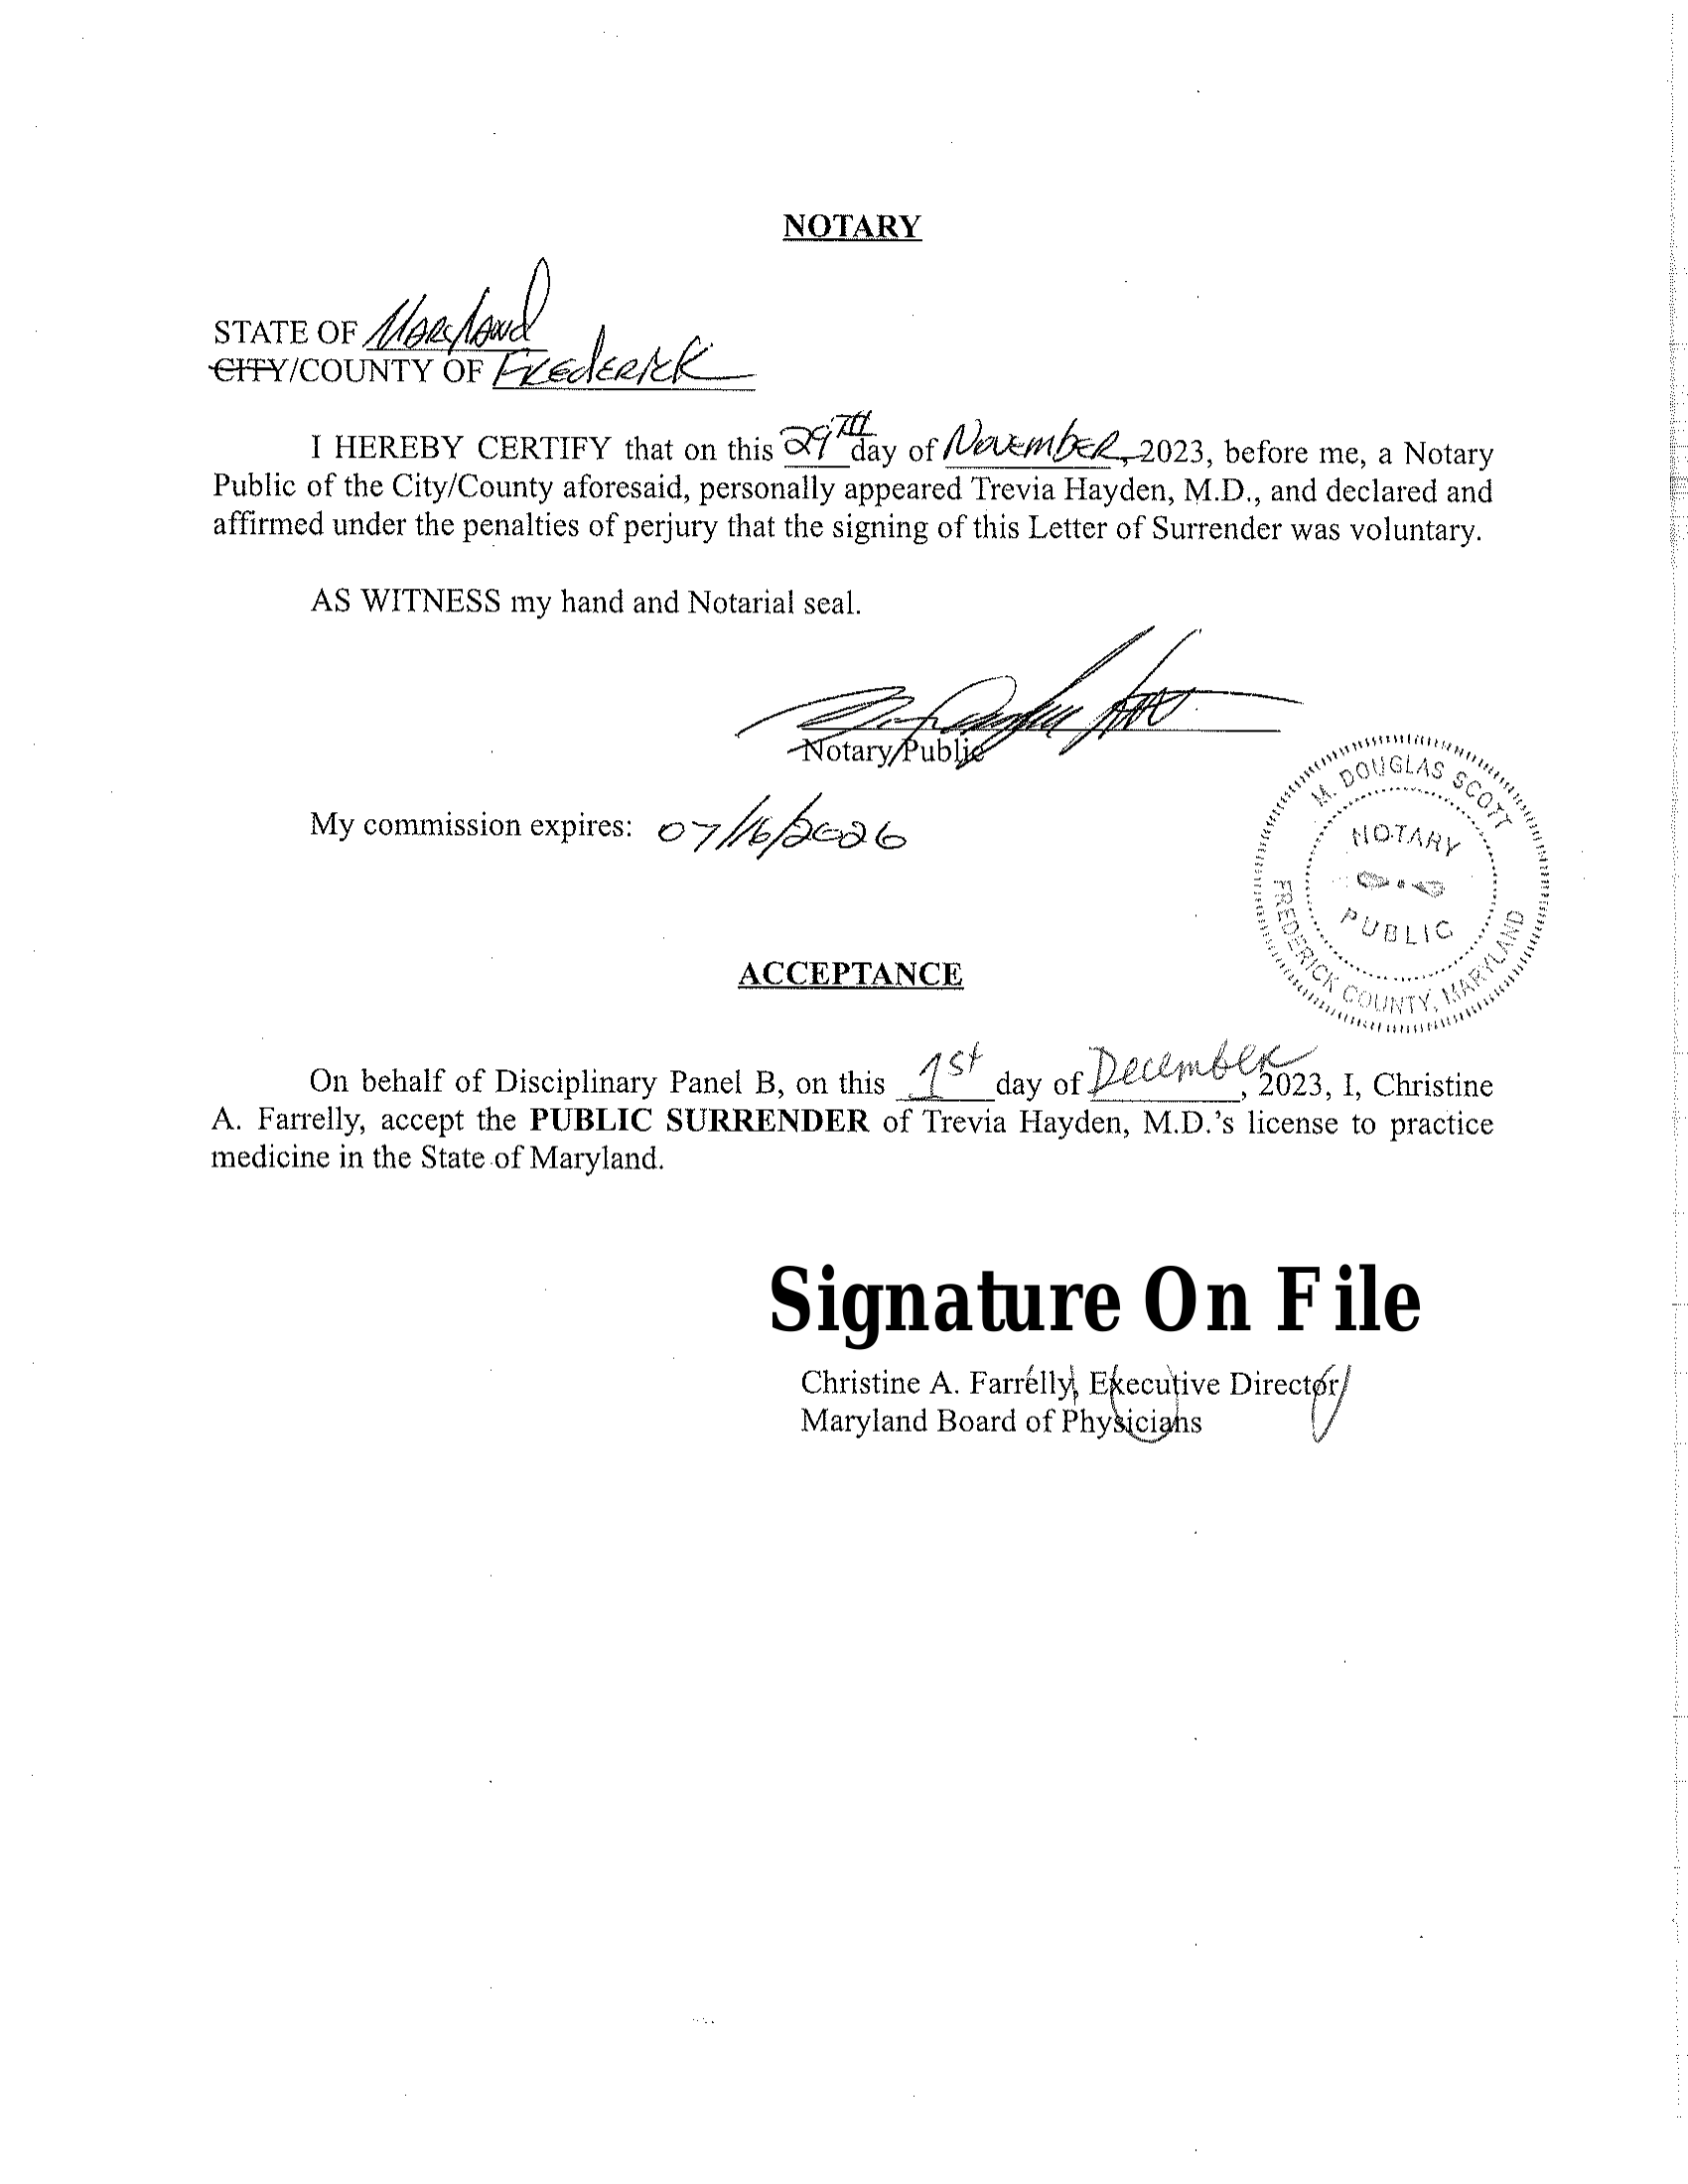 NOTARY
STATE OF Maryland
CITY/COUNTY OF Frederick
I HEREBY CERTIFY that on this 29TH day of November, 2023, before me, a Notary
Public of the City/County aforesaid, personally appeared Trevia Hayden, M.D., and declared and
affirmed under the penalties of perjury that the signing of this Letter of Surrender was voluntary.
AS WITNESS my hand and Notarial seal.
Notary Public
My commission expires: 07/16/2026
M. DOUGLAS SCOTT
NOTARY
PUBLIC
FREDERICK COUNTY, MARYLAND
ACCEPTANCE
On behalf of Disciplinary Panel B, on this 1st day of December, 2023, I, Christine
A. Farrelly, accept the PUBLIC SURRENDER of Trevia Hayden, M.D.'s license to practice
medicine in the State of Maryland.
Signature On File
Christine A. Farrelly, Executive Director
Maryland Board of Physicians